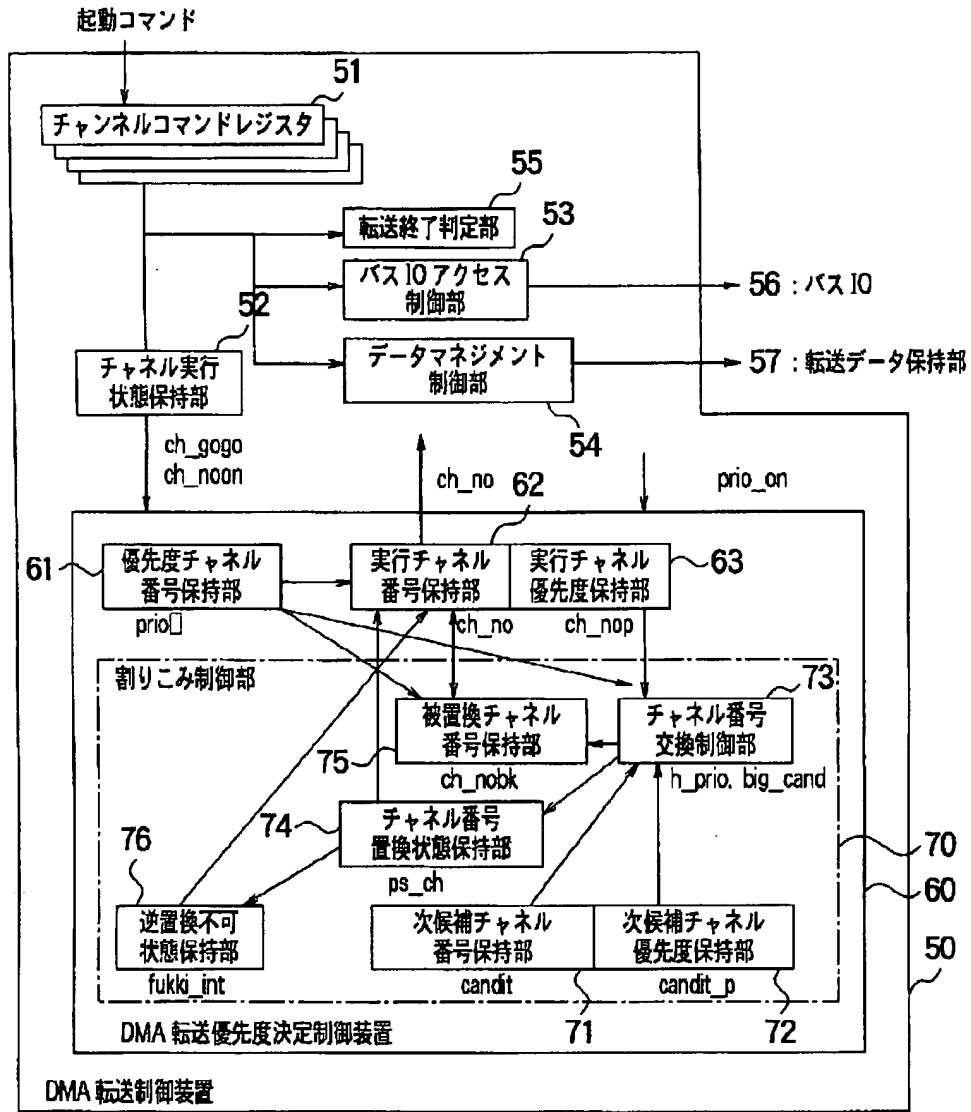 起動コマンド
51
チャンネルコマンドレジスタ
55
転送終了判定部
53
バス IO アクセス
制御部
56 : バス IO
52
チャネル実行
状態保持部
データマネジメント
制御部
57 : 転送データ保持部
54
ch_gogo
ch_noon
ch_no
62
prio_on
61
優先度チャネル
番号保持部
実行チャネル
番号保持部
実行チャネル
優先度保持部
63
prio□
ch_no
ch_nop
割りこみ制御部
73
被置換チャネル
番号保持部
チャネル番号
交換制御部
75
ch_nobk
h_prio, big_cand
74
チャネル番号
置換状態保持部
76
70
ps_ch
60
逆置換不可
状態保持部
次候補チャネル
番号保持部
次候補チャネル
優先度保持部
50
fukki_int
candit
candit_p
71
72
DMA 転送優先度決定制御装置
DMA 転送制御装置